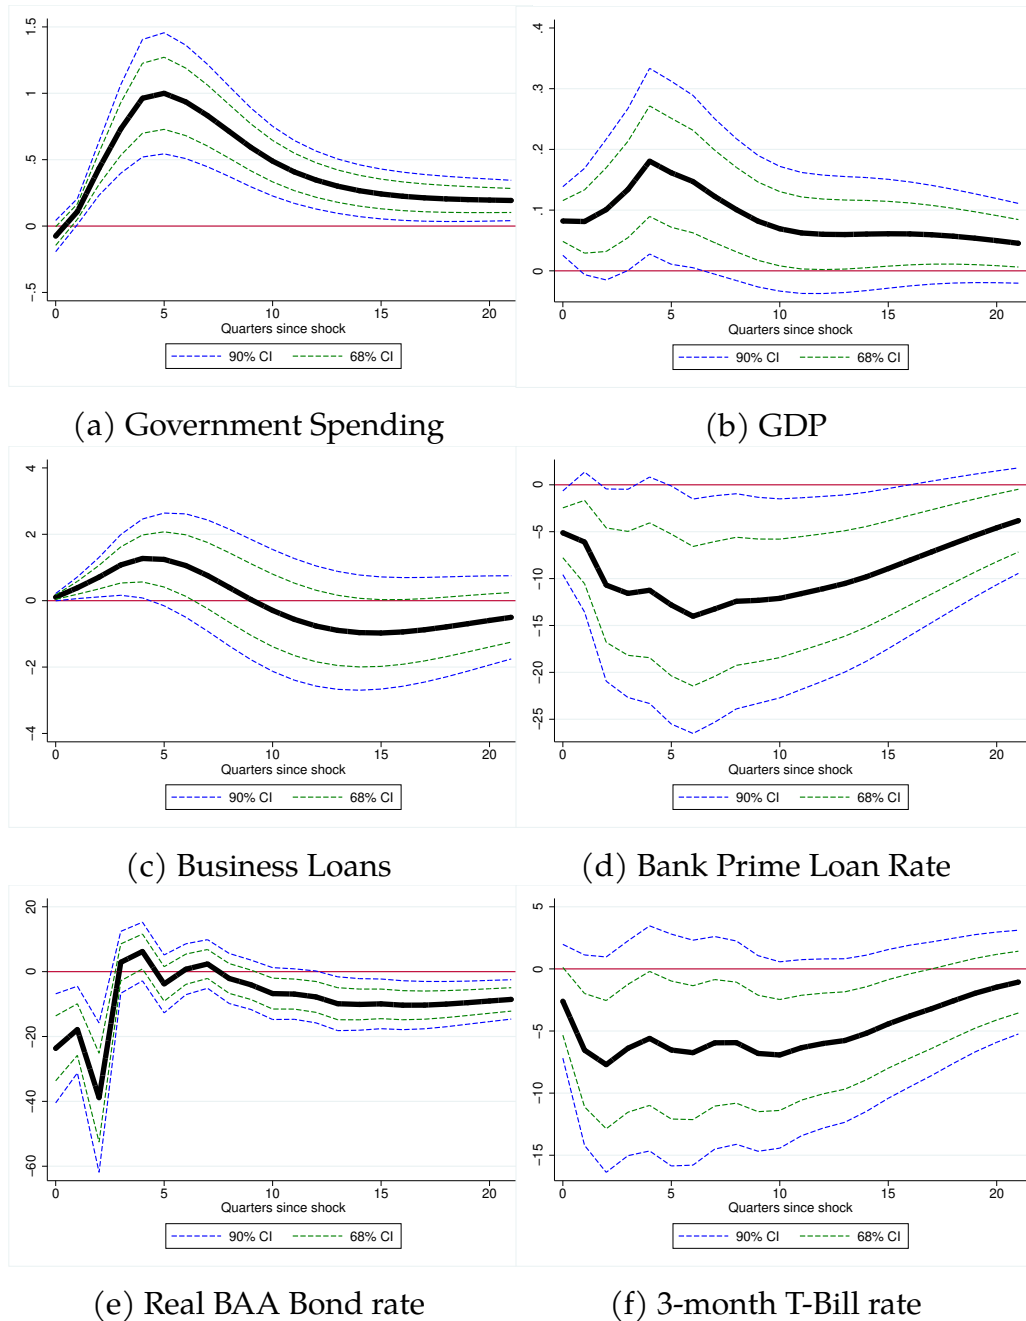 1.5
1
.5
0
-.5
0 5 10 15 20
Quarters since shock
90% CI 68% CI
(a) Government Spending
.4
.3
.2
.1
0
0 5 10 15 20
Quarters since shock
90% CI 68% CI
(b) GDP
4
2
0
-2
-4
0 5 10 15 20
Quarters since shock
90% CI 68% CI
(c) Business Loans
0
-5
-10
-15
-20
-25
0 5 10 15 20
Quarters since shock
90% CI 68% CI
(d) Bank Prime Loan Rate
20
0
-20
-40
-60
0 5 10 15 20
Quarters since shock
90% CI 68% CI
(e) Real BAA Bond rate
5
0
-5
-10
-15
0 5 10 15 20
Quarters since shock
90% CI 68% CI
(f) 3-month T-Bill rate